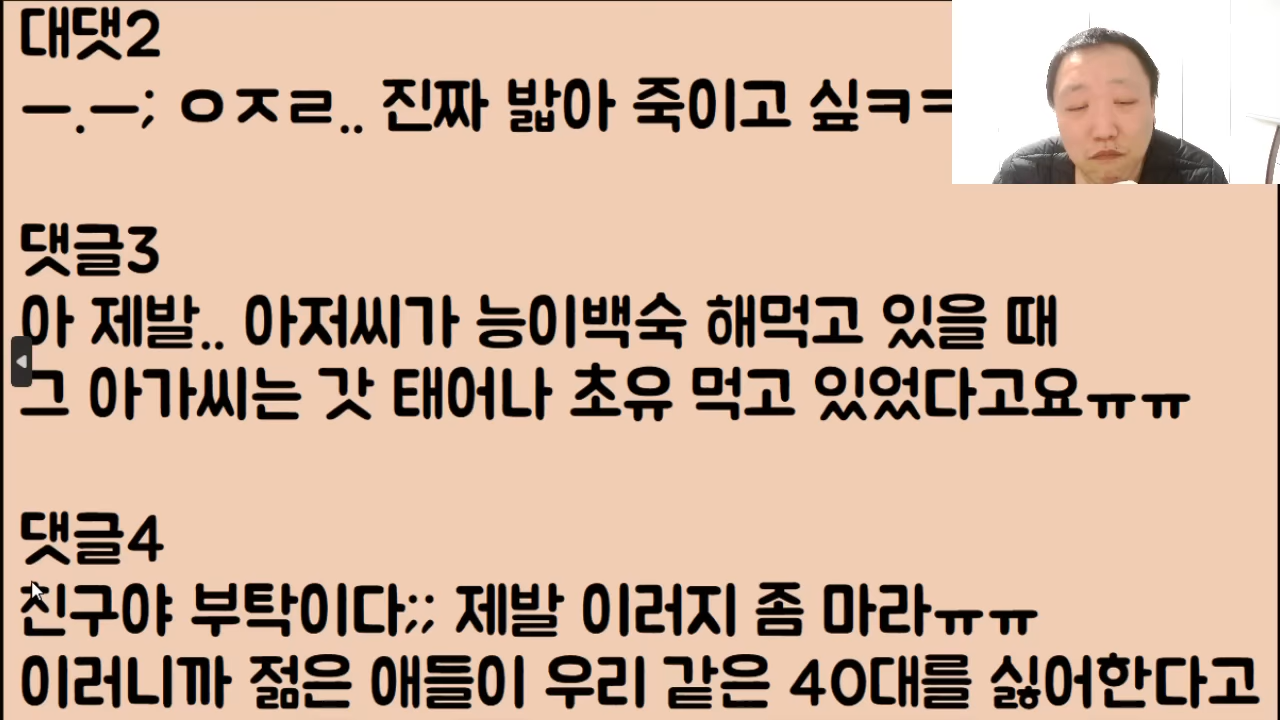 대댓2
ㅡ.ㅡ; ㅇㅈㄹ.. 진짜 밟아 죽이고 싶ㅋㅋ
댓글3
아 제발.. 아저씨가 능이백숙 해먹고 있을 때
그 아가씨는 갓 태어나 초유 먹고 있었다고요ㅠㅠ
댓글4
친구야 부탁이다;; 제발 이러지 좀 마라ㅠㅠ
이러니까 젊은 애들이 우리 같은 40대를 싫어한다고